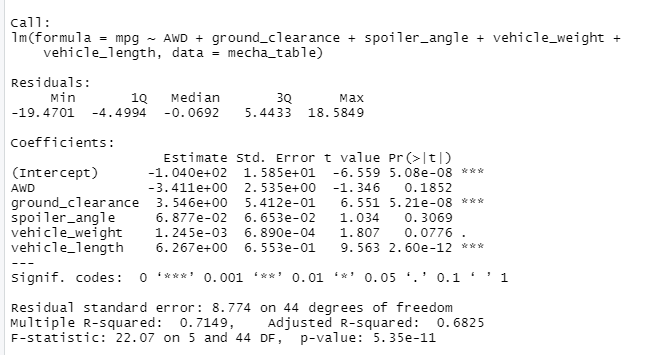 Call:
lm(formula = mpg ~ AWD + ground_clearance + spoiler_angle + vehicle_weight +
    vehicle_length, data = mecha_table)
Residuals:
     Min       1Q   Median       3Q      Max
-19.4701  -4.4994  -0.0692   5.4433  18.5849
Coefficients:
                   Estimate Std. Error t value Pr(>|t|)
(Intercept)      -1.040e+02  1.585e+01  -6.559 5.08e-08 ***
AWD              -3.411e+00  2.535e+00  -1.346   0.1852
ground_clearance  3.546e+00  5.412e-01   6.551 5.21e-08 ***
spoiler_angle     6.877e-02  6.653e-02   1.034   0.3069
vehicle_weight    1.245e-03  6.890e-04   1.807   0.0776 .
vehicle_length    6.267e+00  6.553e-01   9.563 2.60e-12 ***
---
Signif. codes:  0 ‘***’ 0.001 ‘**’ 0.01 ‘*’ 0.05 ‘.’ 0.1 ‘ ’ 1
Residual standard error: 8.774 on 44 degrees of freedom
Multiple R-squared:  0.7149,    Adjusted R-squared:  0.6825
F-statistic: 22.07 on 5 and 44 DF,  p-value: 5.35e-11